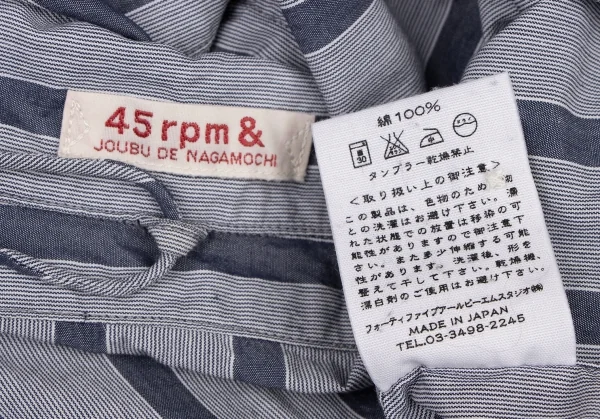 45rpm&
JOUBU DE NAGAMOCHI
綿100%
タンブラー乾燥禁止
＜取り扱い上の御注意＞
この製品は、色物のため
との洗濯はお避け下さい。濡
れた状態での放置は移染の可
能性がありますので御注意下
さい。また多少伸縮する可能
性があります。洗濯後、形を
整えて干して下さい。乾燥機、
漂白剤のご使用はお避け下さい。
フォーティファイブアールピーエムスタジオ㈱
MADE IN JAPAN
TEL.03-3498-2245